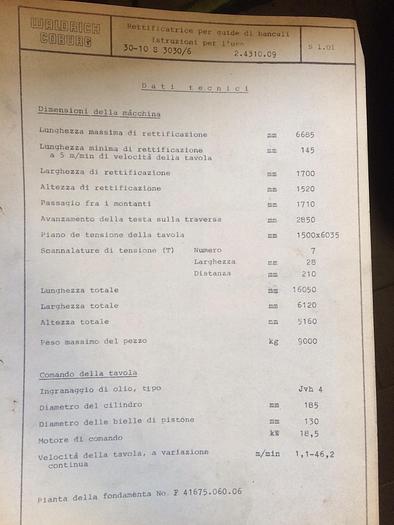 WALDRICH COBURG
Rettificatrice per guide di bancali
Istruzioni per l'uso
30-10 S 3030/6 2.4310.09
S 1.01
Dati tecnici
Dimensioni della macchina
Lunghezza massima di rettificazione mm 6685
Lunghezza minima di rettificazione mm 145
a 5 m/min di velocità della tavola
Larghezza di rettificazione mm 1700
Altezza di rettificazione mm 1520
Passagio fra i montanti mm 1710
Avanzamento della testa sulla traversa mm 2850
Piano de tensione della tavola mm 1500x6035
Scannalature di tensione (T) Numero 7
Larghezza mm 28
Distanza mm 210
Lunghezza totale mm 16050
Larghezza totale mm 6120
Altezza totale mm 5160
Peso massimo del pezzo kg 9000
Comando della tavola
Ingranaggio di olio, tipo Jvh 4
Diametro del cilindro mm 185
Diametro delle bielle di pistone mm 130
Motore di comando kW 18,5
Velocità della tavola, a variazione m/min 1,1-46,2
continua
Pianta della fondamenta No. F 41675.060.06